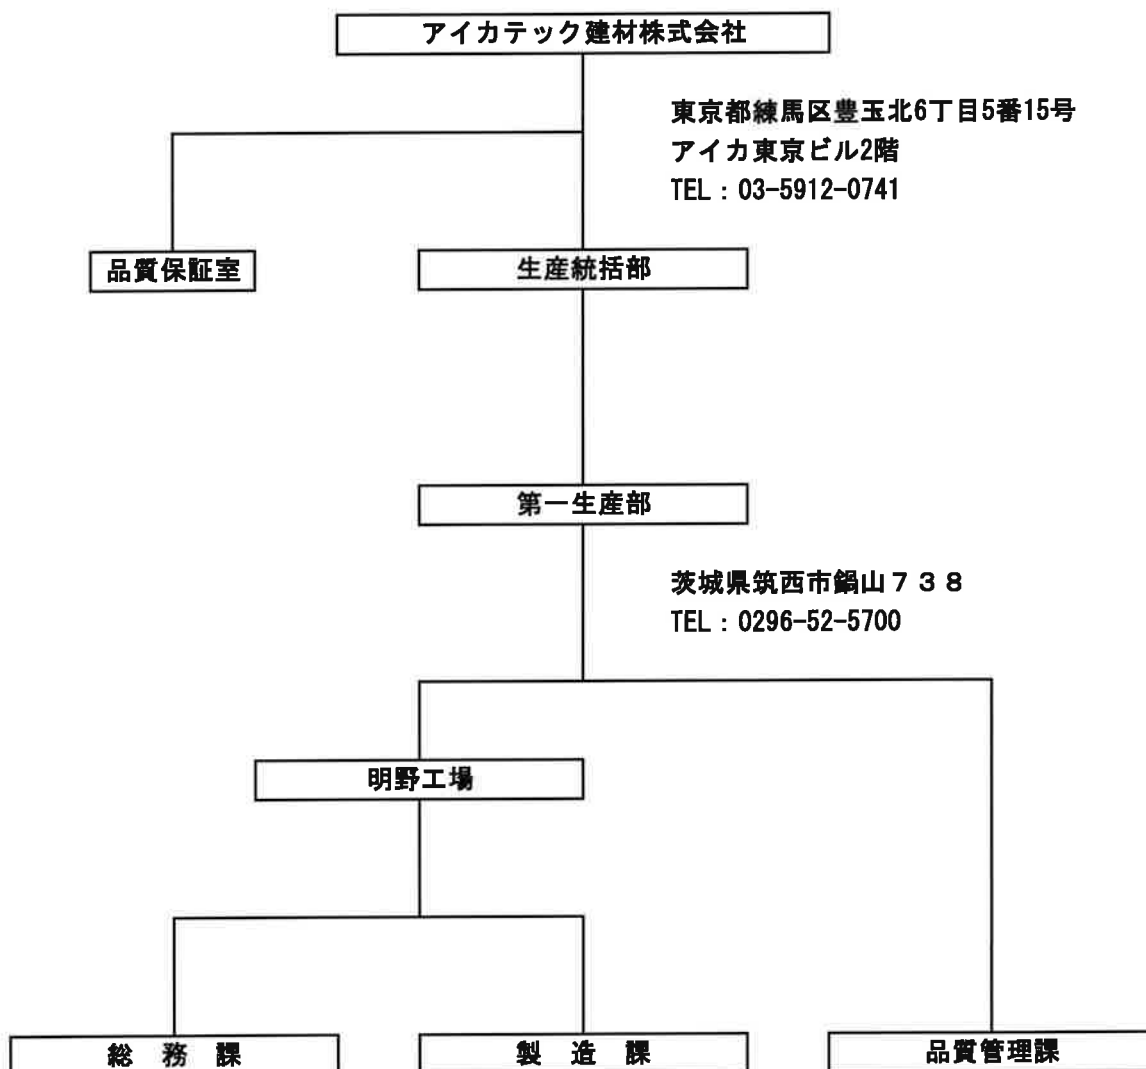 アイカテック建材株式会社
東京都練馬区豊玉北6丁目5番15号
アイカ東京ビル2階
TEL：03-5912-0741
品質保証室
生産統括部
第一生産部
茨城県筑西市鍋山７３８
TEL：0296-52-5700
明野工場
総　務　課
製　造　課
品質管理課